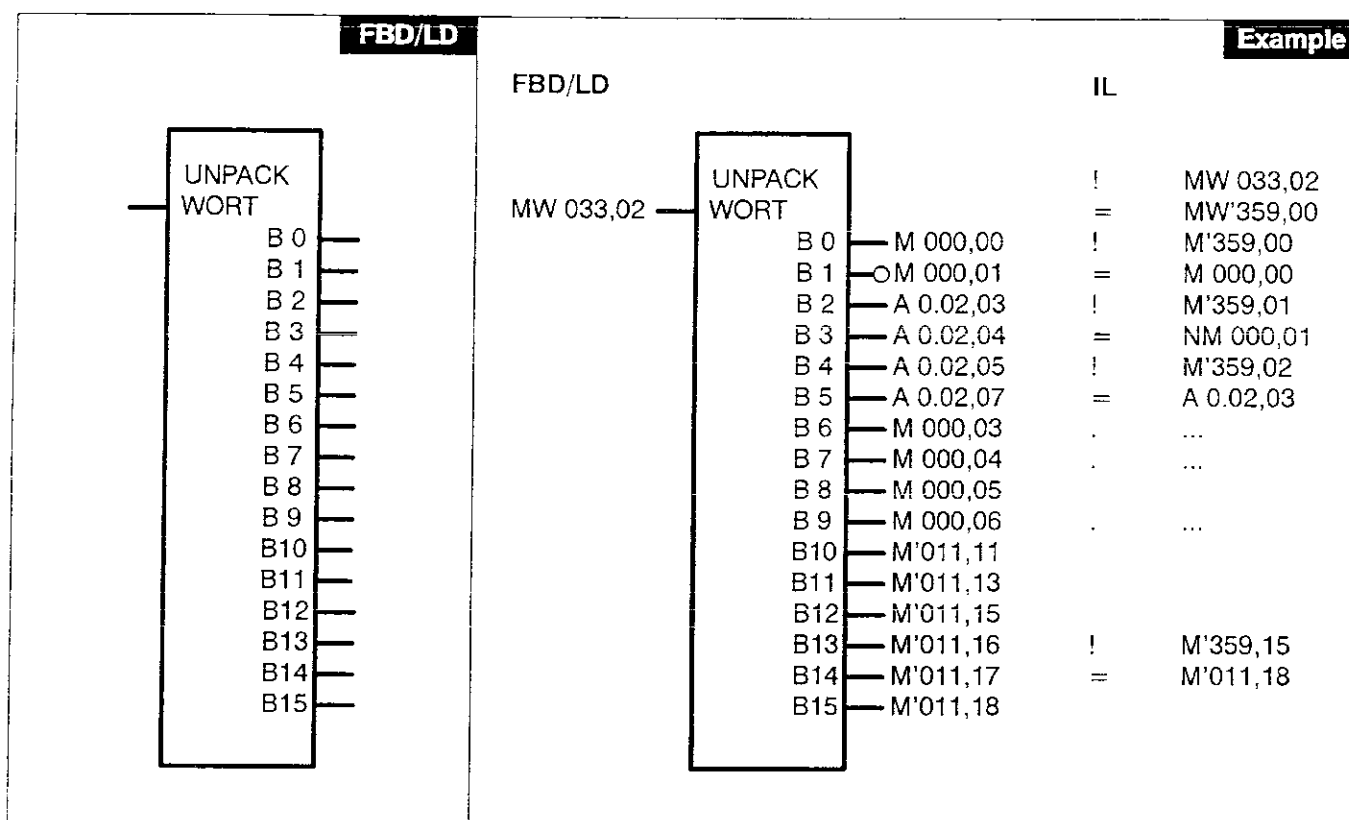 FBD/LD
UNPACK
WORT
B 0
B 1
B 2
B 3
B 4
B 5
B 6
B 7
B 8
B 9
B10
B11
B12
B13
B14
B15
Example
FBD/LD IL
UNPACK ! MW 033,02
MW 033,02 WORT = MW'359,00
B 0 M 000,00 ! M'359,00
B 1 M 000,01 = M 000,00
B 2 A 0.02,03 ! M'359,01
B 3 A 0.02,04 = NM 000,01
B 4 A 0.02,05 ! M'359,02
B 5 A 0.02,07 = A 0.02,03
B 6 M 000,03 . ...
B 7 M 000,04 . ...
B 8 M 000,05
B 9 M 000,06 . ...
B10 M'011,11
B11 M'011,13
B12 M'011,15
B13 M'011,16 ! M'359,15
B14 M'011,17 = M'011,18
B15 M'011,18